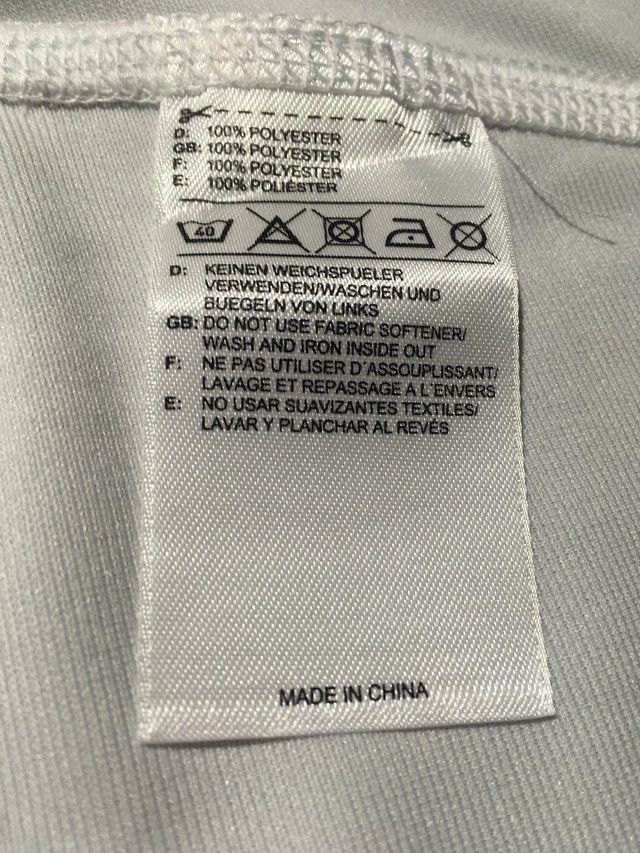 D: 100% POLYESTER
GB: 100% POLYESTER
F: 100% POLYESTER
E: 100% POLIÉSTER
40
D: KEINEN WEICHSPUELER
VERWENDEN/WASCHEN UND
BUEGELN VON LINKS
GB: DO NOT USE FABRIC SOFTENER/
WASH AND IRON INSIDE OUT
F: NE PAS UTILISER D´ASSOUPLISSANT/
LAVAGE ET REPASSAGE A L´ENVERS
E: NO USAR SUAVIZANTES TEXTILES/
LAVAR Y PLANCHAR AL REVÉS
MADE IN CHINA